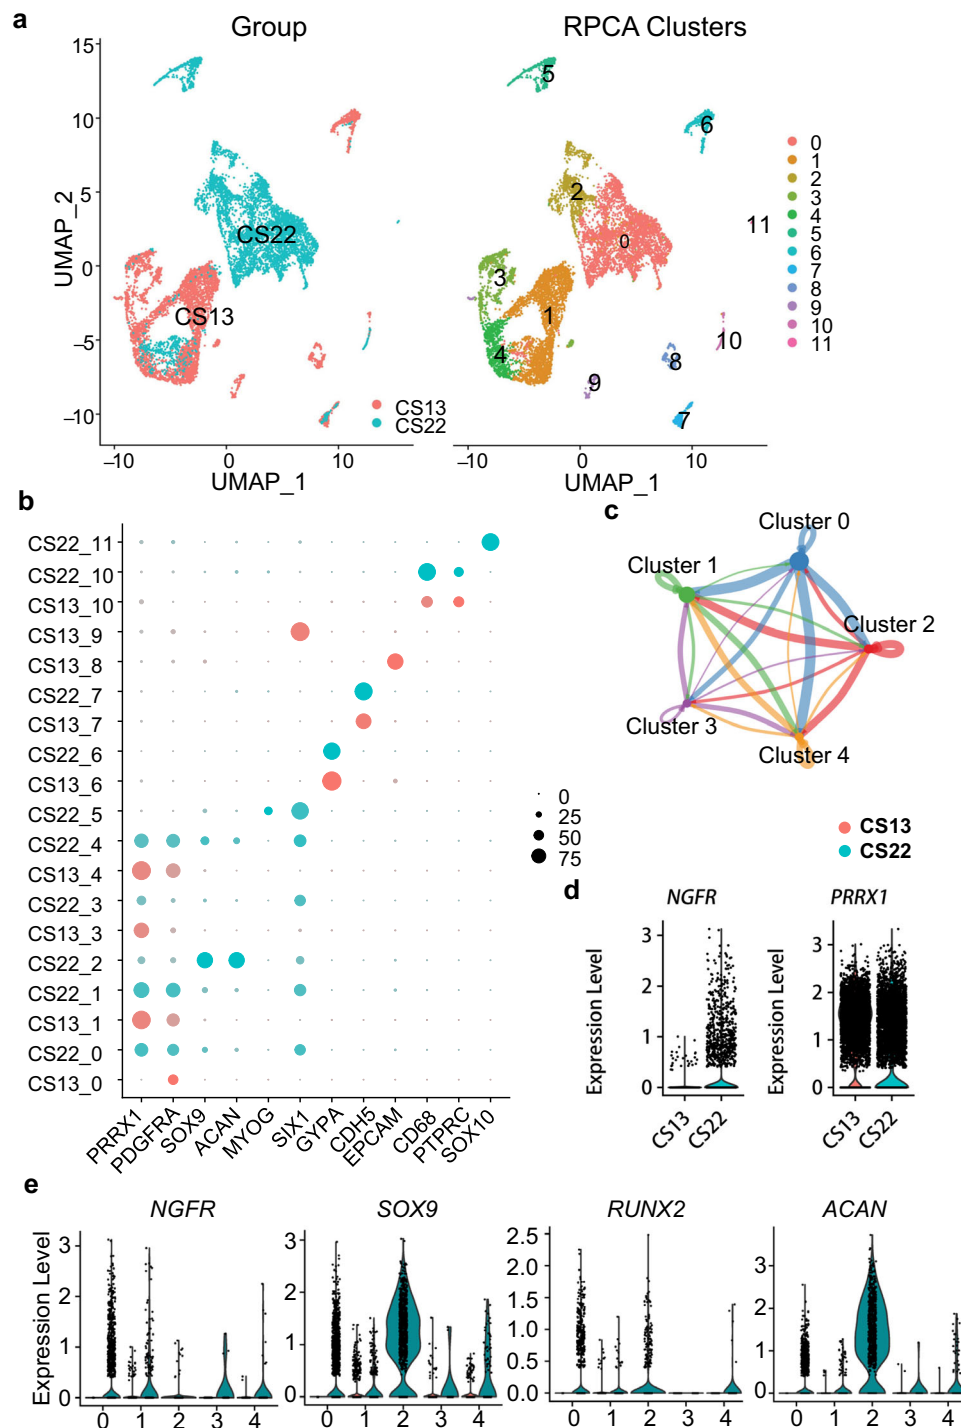 a
Group
RPCA Clusters
15
10
5
0
−5
−10
UMAP_2
CS22
CS13
CS13
CS22
−10
0
10
UMAP_1
5
6
2
0
11
3
1
4
10
8
9
7
−10
0
10
UMAP_1
0
1
2
3
4
5
6
7
8
9
10
11
b
CS22_11
CS22_10
CS13_10
CS13_9
CS13_8
CS22_7
CS13_7
CS22_6
CS13_6
CS22_5
CS22_4
CS13_4
CS22_3
CS13_3
CS22_2
CS22_1
CS13_1
CS22_0
CS13_0
PRRX1
PDGFRA
SOX9
ACAN
MYOG
SIX1
GYPA
CDH5
EPCAM
CD68
PTPRC
SOX10
0
25
50
75
c
Cluster 0
Cluster 1
Cluster 2
Cluster 3
Cluster 4
CS13
CS22
d
NGFR
PRRX1
Expression Level
3
2
1
0
CS13
CS22
Expression Level
3
2
1
0
CS13
CS22
e
NGFR
SOX9
RUNX2
ACAN
Expression Level
3
2
1
0
0 1 2 3 4
3
2
1
0
0 1 2 3 4
2.5
2.0
1.5
1.0
0.5
0.0
0 1 2 3 4
3
2
1
0
0 1 2 3 4